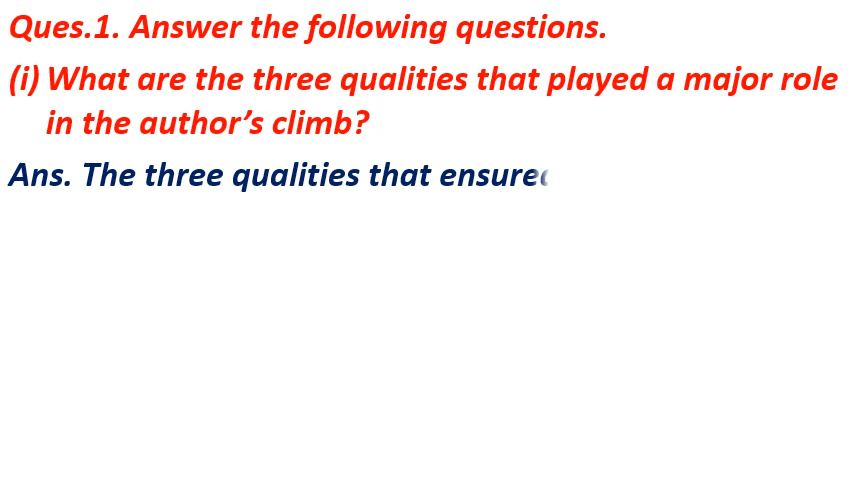 Ques.1. Answer the following questions.
(i) What are the three qualities that played a major role
in the author’s climb?
Ans. The three qualities that ensured